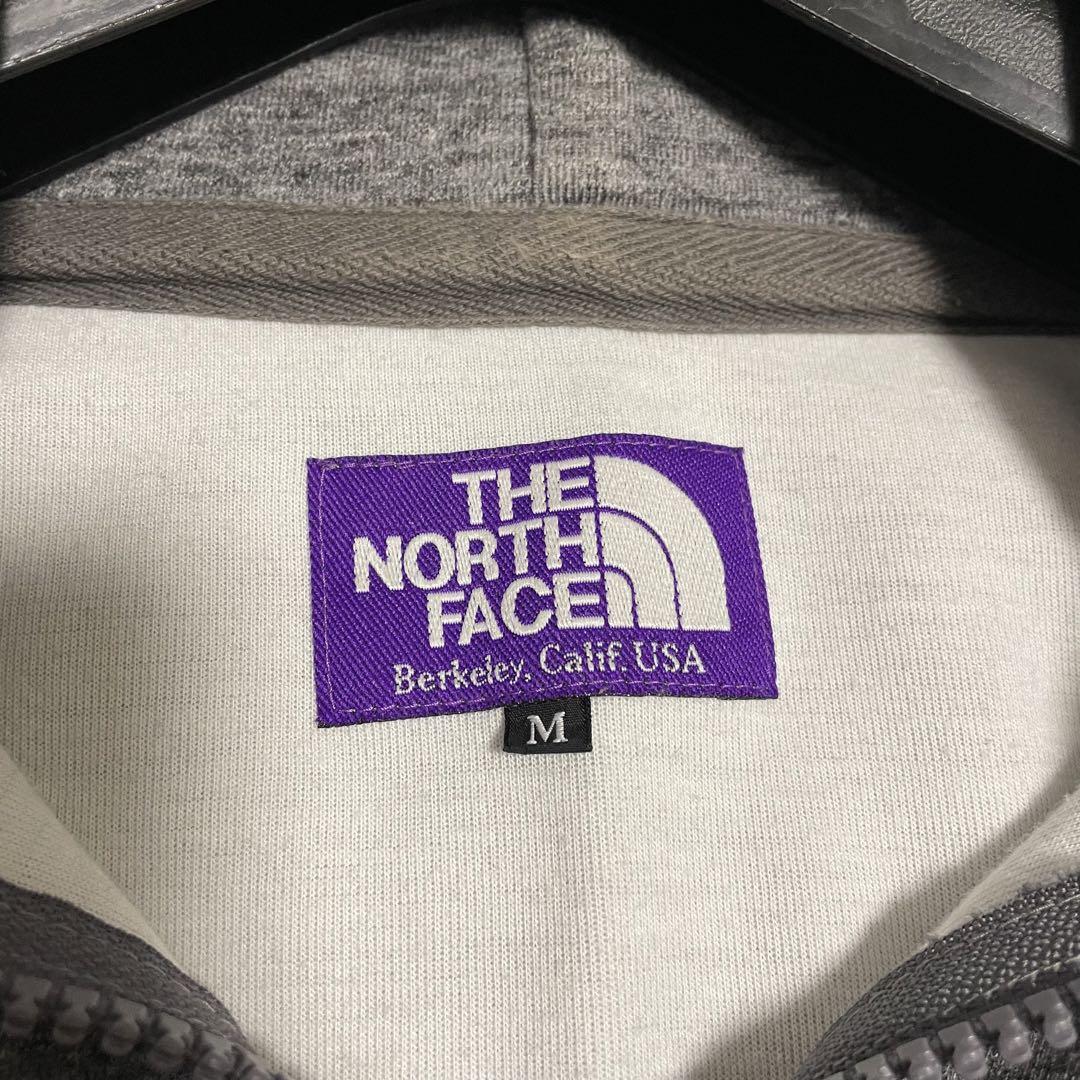 THE
NORTH
FACE
Berkeley, Calif. USA
M